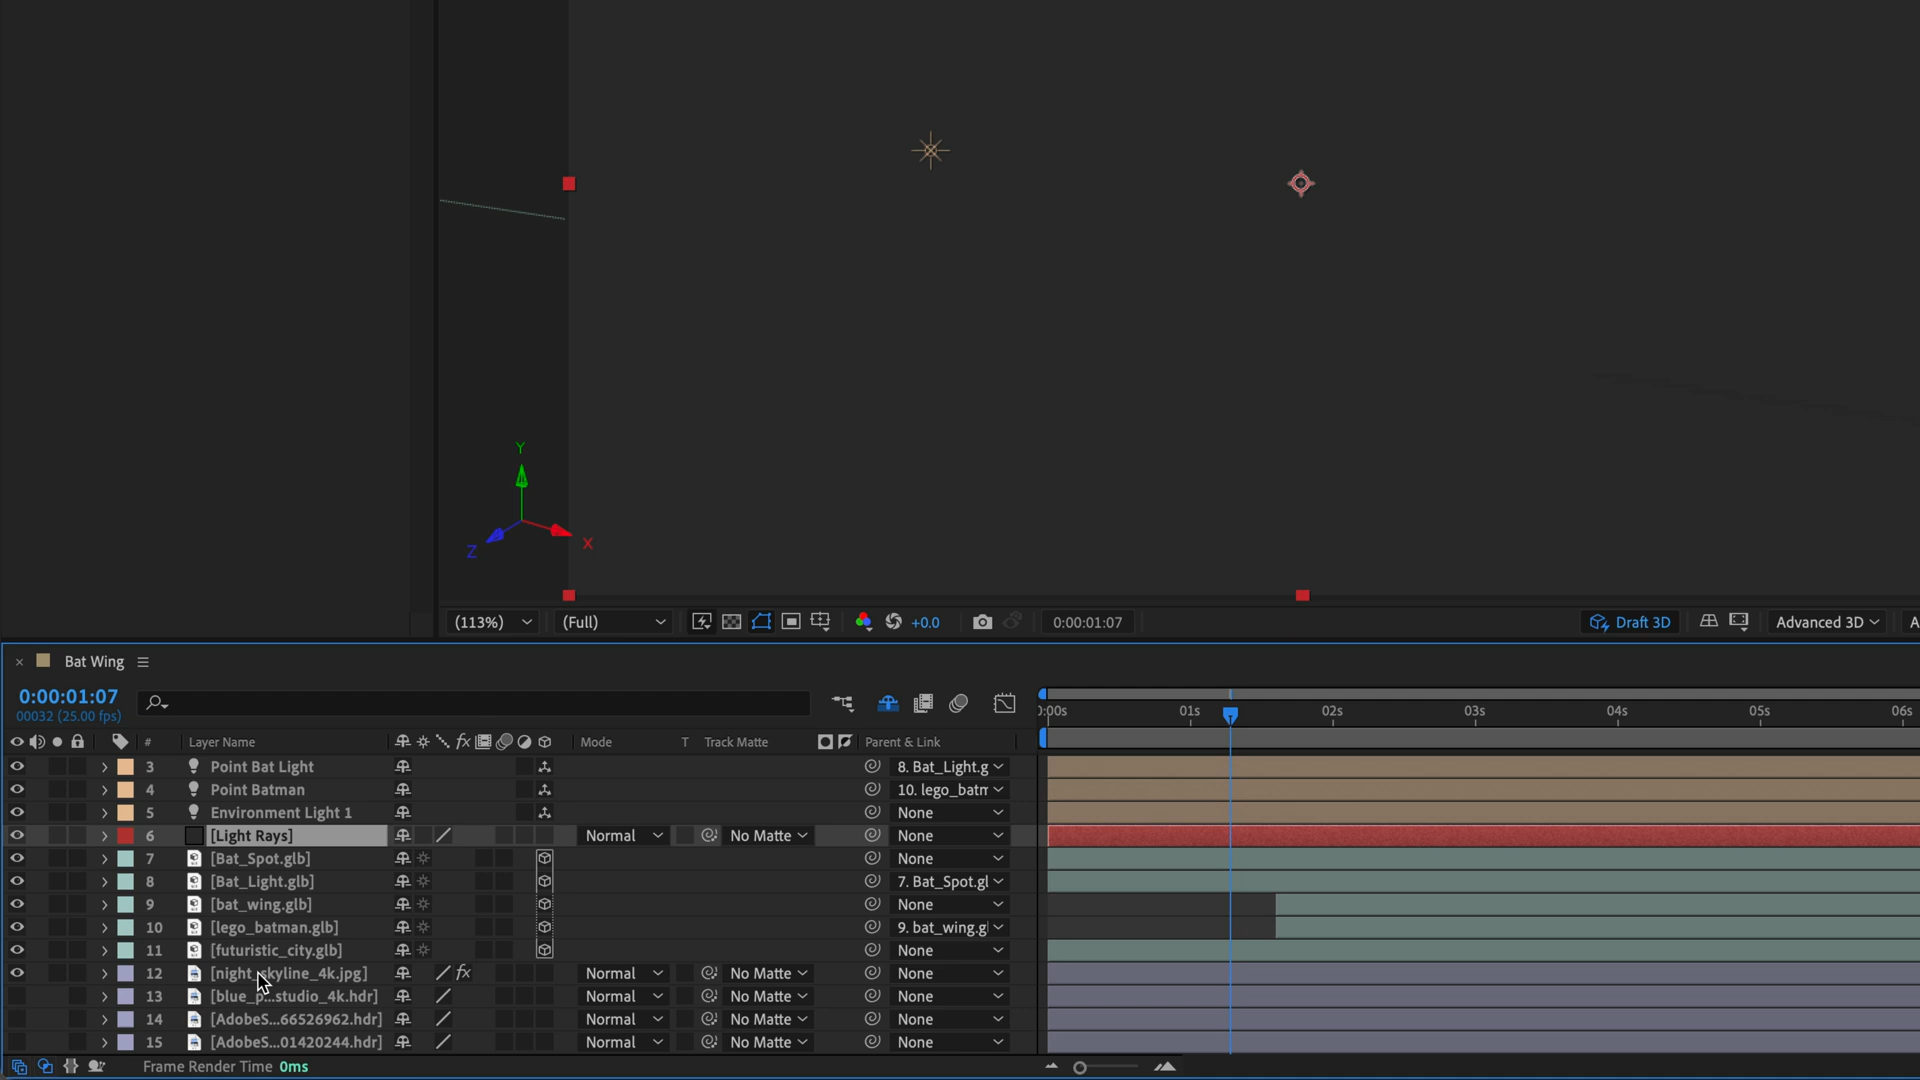 Y
Z
X
(113%)
(Full)
+0.0
0:00:01:07
Draft 3D
Advanced 3D
A
× Bat Wing
0:00:01:07
00032 (25.00 fps)
:00s 01s 02s 03s 04s 05s 06s
# Layer Name fx Mode T Track Matte Parent & Link
3 Point Bat Light 8. Bat_Light.g
4 Point Batman 10. lego_batm
5 Environment Light 1 None
6 [Light Rays] Normal No Matte None
7 [Bat_Spot.glb] None
8 [Bat_Light.glb] 7. Bat_Spot.gl
9 [bat_wing.glb] None
10 [lego_batman.glb] 9. bat_wing.g
11 [futuristic_city.glb] None
12 [night_skyline_4k.jpg] fx Normal No Matte None
13 [blue_p...studio_4k.hdr] Normal No Matte None
14 [AdobeS...66526962.hdr] Normal No Matte None
15 [AdobeS...01420244.hdr] Normal No Matte None
Frame Render Time 0ms